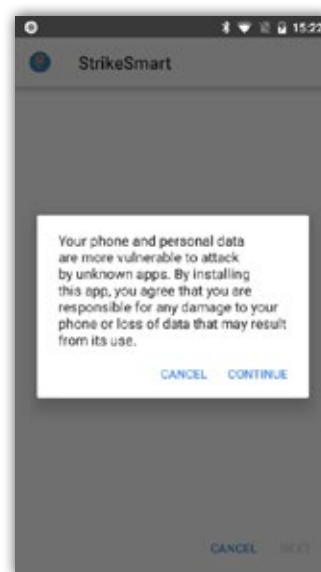 15:22
StrikeSmart
Your phone and personal data
are more vulnerable to attack
by unknown apps. By installing
this app, you agree that you are
responsible for any damage to your
phone or loss of data that may result
from its use.
CANCEL CONTINUE
CANCEL NEXT